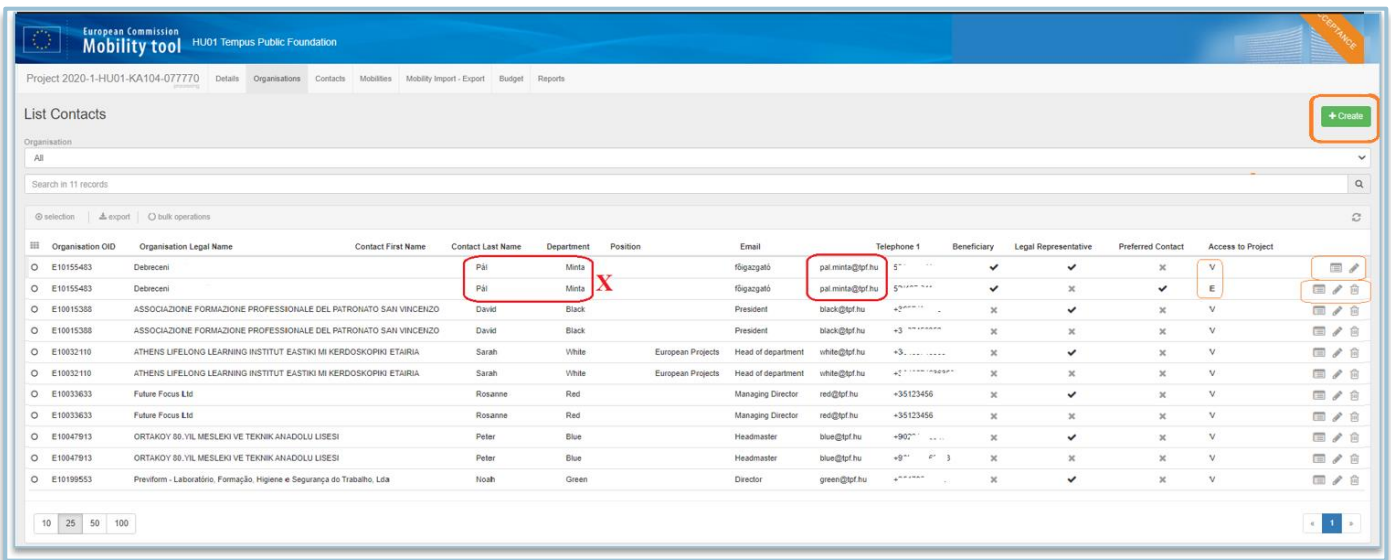 European Commission
Mobility tool HU01 Tempus Public Foundation
Project 2020-1-HU01-KA104-077770 Details Organisations Contacts Mobilities Mobility Import - Export Budget Reports
processing
List Contacts
+ Create
Organisation
All
Search in 11 records
selection export bulk operations
Organisation OID Organisation Legal Name Contact First Name Contact Last Name Department Position Email Telephone 1 Beneficiary Legal Representative Preferred Contact Access to Project
E10155483 Debreceni Pál Minta főigazgató pal.minta@tpf.hu V
X
E10155483 Debreceni Pál Minta főigazgató pal.minta@tpf.hu E
E10015388 ASSOCIAZIONE FORMAZIONE PROFESSIONALE DEL PATRONATO SAN VINCENZO David Black President black@tpf.hu V
E10015388 ASSOCIAZIONE FORMAZIONE PROFESSIONALE DEL PATRONATO SAN VINCENZO David Black President black@tpf.hu V
E10032110 ATHENS LIFELONG LEARNING INSTITUT EASTIKI MI KERDOSKOPIKI ETAIRIA Sarah White European Projects Head of department white@tpf.hu V
E10032110 ATHENS LIFELONG LEARNING INSTITUT EASTIKI MI KERDOSKOPIKI ETAIRIA Sarah White European Projects Head of department white@tpf.hu V
E10033633 Future Focus Ltd Rosanne Red Managing Director red@tpf.hu +35123456 V
E10033633 Future Focus Ltd Rosanne Red Managing Director red@tpf.hu +35123456 V
E10047913 ORTAKOY 80.YIL MESLEKI VE TEKNIK ANADOLU LISESI Peter Blue Headmaster blue@tpf.hu V
E10047913 ORTAKOY 80.YIL MESLEKI VE TEKNIK ANADOLU LISESI Peter Blue Headmaster blue@tpf.hu V
E10199553 Previform - Laboratório, Formação, Higiene e Segurança do Trabalho, Lda Noah Green Director green@tpf.hu V
10 25 50 100 « 1 »